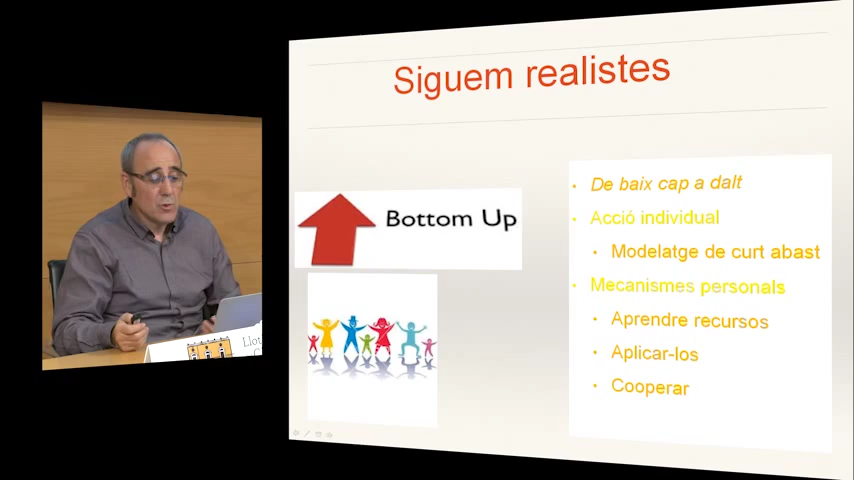 Siguem realistes
Bottom Up
De baix cap a dalt
Acció individual
Modelatge de curt abast
Mecanismes personals
Aprendre recursos
Aplicar-los
Cooperar
Llot